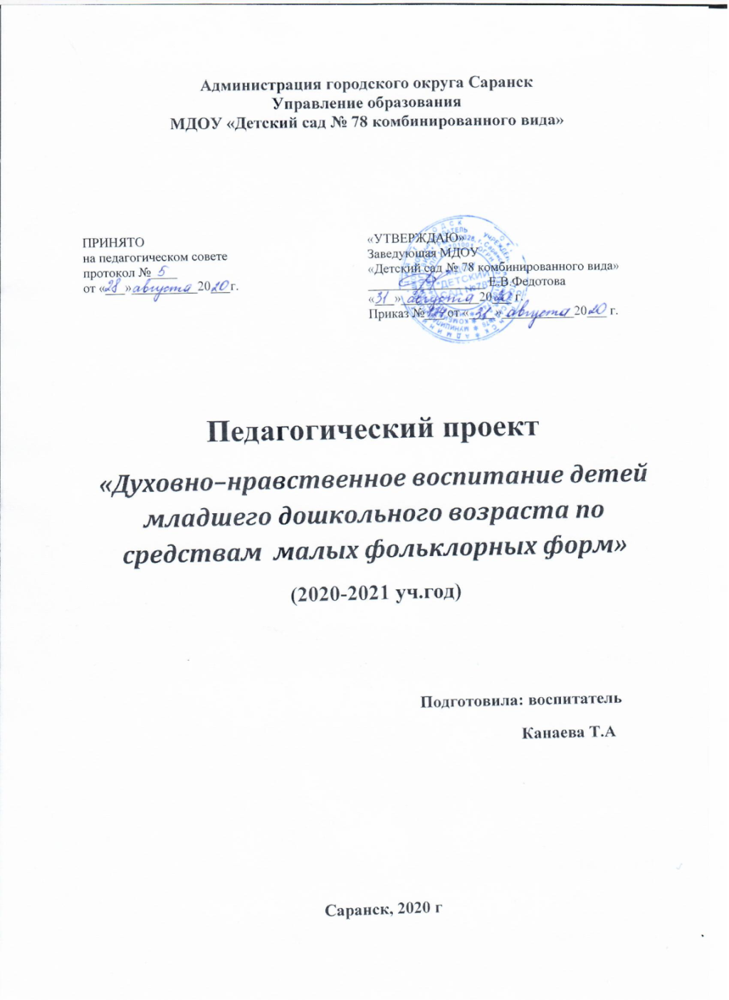 Администрация городского округа Саранск
Управление образования
МДОУ «Детский сад № 78 комбинированного вида»
ПРИНЯТО
на педагогическом совете
протокол № 5
от «28» августа 2020г.
«УТВЕРЖДАЮ»
Заведующая МДОУ
«Детский сад № 78 комбинированного вида»
Е.В.Федотова
«31» августа 2020 г.
Приказ № от «31» августа 2020 г.
Педагогический проект
«Духовно–нравственное воспитание детей
младшего дошкольного возраста по
средствам малых фольклорных форм»
(2020-2021 уч.год)
Подготовила: воспитатель
Канаева Т.А
Саранск, 2020 г